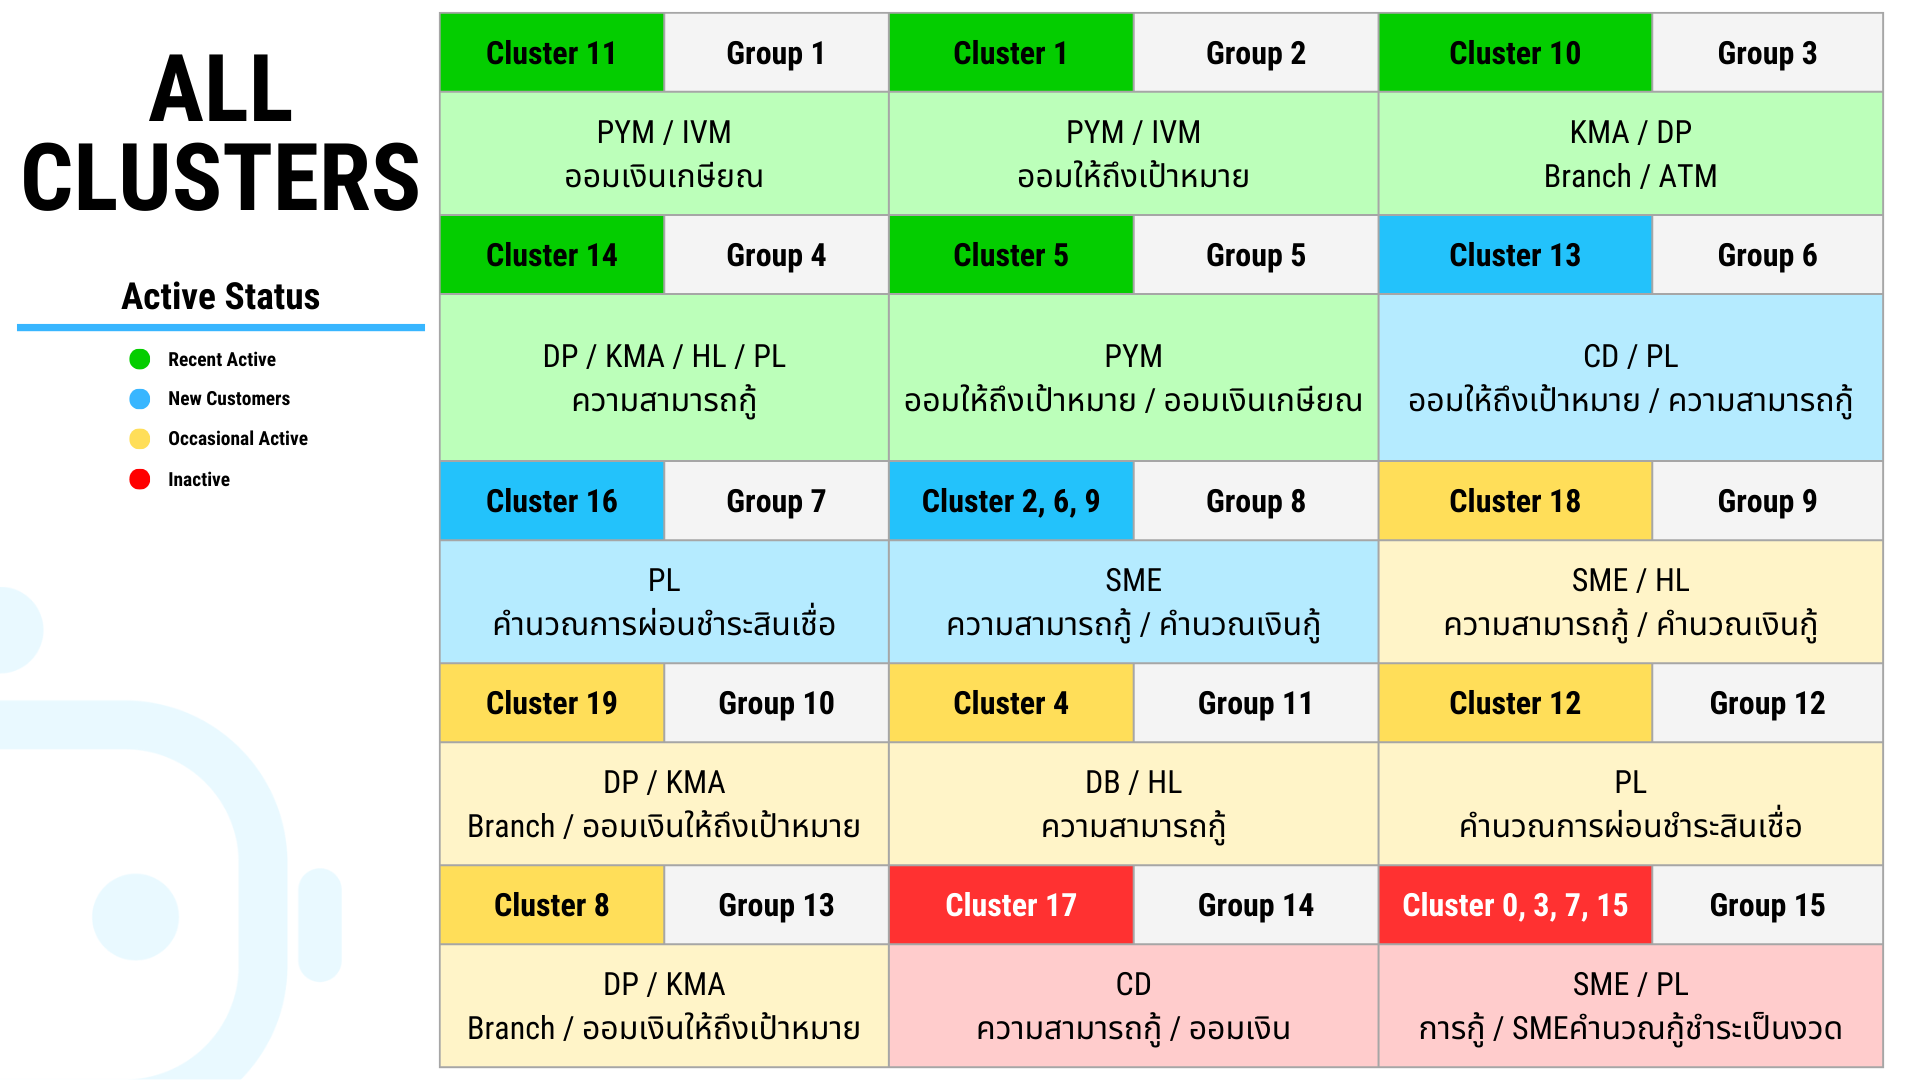 ALL
CLUSTERS
Active Status
Recent Active
New Customers
Occasional Active
Inactive
Cluster 11
Group 1
Cluster 1
Group 2
Cluster 10
Group 3
PYM / IVM
ออมเงินเกษียณ
PYM / IVM
ออมให้ถึงเป้าหมาย
KMA / DP
Branch / ATM
Cluster 14
Group 4
Cluster 5
Group 5
Cluster 13
Group 6
DP / KMA / HL / PL
ความสามารถกู้
PYM
ออมให้ถึงเป้าหมาย / ออมเงินเกษียณ
CD / PL
ออมให้ถึงเป้าหมาย / ความสามารถกู้
Cluster 16
Group 7
Cluster 2, 6, 9
Group 8
Cluster 18
Group 9
PL
คำนวณการผ่อนชำระสินเชื่อ
SME
ความสามารถกู้ / คำนวณเงินกู้
SME / HL
ความสามารถกู้ / คำนวณเงินกู้
Cluster 19
Group 10
Cluster 4
Group 11
Cluster 12
Group 12
DP / KMA
Branch / ออมเงินให้ถึงเป้าหมาย
DB / HL
ความสามารถกู้
PL
คำนวณการผ่อนชำระสินเชื่อ
Cluster 8
Group 13
Cluster 17
Group 14
Cluster 0, 3, 7, 15
Group 15
DP / KMA
Branch / ออมเงินให้ถึงเป้าหมาย
CD
ความสามารถกู้ / ออมเงิน
SME / PL
การกู้ / SMEคำนวณกู้ชำระเป็นงวด